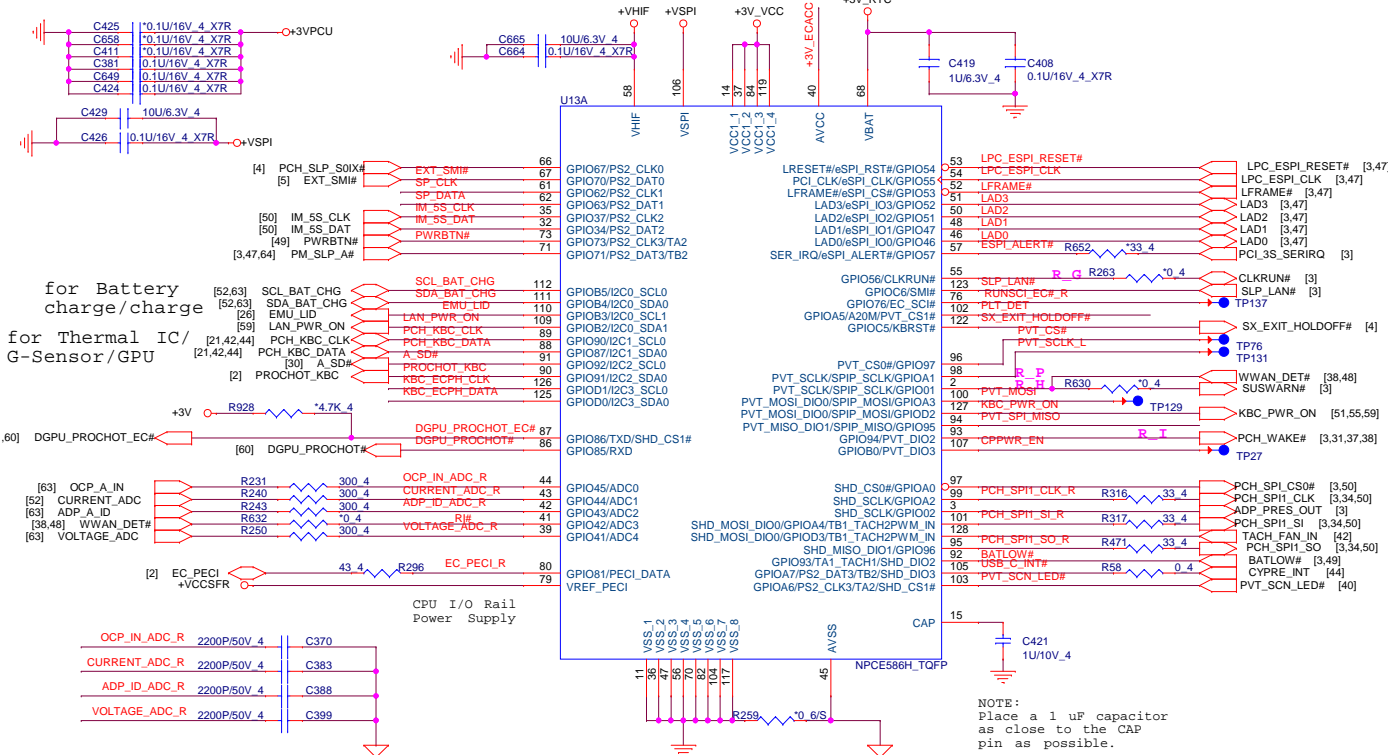 C425 *0.1U/16V_4_X7R
C658 *0.1U/16V_4_X7R
C411 *0.1U/16V_4_X7R
C381 0.1U/16V_4_X7R
C649 0.1U/16V_4_X7R
C424 0.1U/16V_4_X7R
+3VPCU
C429 10U/6.3V_4
C426 0.1U/16V_4_X7R
+VSPI
+VHIF +VSPI +3V_VCC +3V_ECACC +3V_RTC
C665 10U/6.3V_4
C664 0.1U/16V_4_X7R
C419 1U/6.3V_4
C408 0.1U/16V_4_X7R
58 106 14 37 84 119 40 68
U13A
VHIF VSPI VCC1_1 VCC1_2 VCC1_3 VCC1_4 AVCC VBAT
[4] PCH_SLP_S0IX# 66 GPIO67/PS2_CLK0
[5] EXT_SMI# EXT_SMI# 67 GPIO70/PS2_DAT0
SP_CLK 61 GPIO62/PS2_CLK1
SP_DATA 62 GPIO63/PS2_DAT1
[50] IM_5S_CLK IM_5S_CLK 35 GPIO37/PS2_CLK2
[50] IM_5S_DAT IM_5S_DAT 32 GPIO34/PS2_DAT2
[49] PWRBTN# PWRBTN# 73 GPIO73/PS2_CLK3/TA2
[3,47,64] PM_SLP_A# 71 GPIO71/PS2_DAT3/TB2
for Battery
charge/charge
for Thermal IC/
G-Sensor/GPU
[52,63] SCL_BAT_CHG SCL_BAT_CHG 112 GPIOB5/I2C0_SCL0
[52,63] SDA_BAT_CHG SDA_BAT_CHG 111 GPIOB4/I2C0_SDA0
[26] EMU_LID EMU_LID 110 GPIOB3/I2C0_SCL1
[59] LAN_PWR_ON LAN_PWR_ON 109 GPIOB2/I2C0_SDA1
[21,42,44] PCH_KBC_CLK PCH_KBC_CLK 89 GPIO90/I2C1_SCL0
[21,42,44] PCH_KBC_DATA PCH_KBC_DATA 88 GPIO87/I2C1_SDA0
[30] A_SD# A_SD# 91 GPIO92/I2C2_SCL0
[2] PROCHOT_KBC PROCHOT_KBC 90 GPIO91/I2C2_SDA0
KBC_ECPH_CLK 126 GPIOD1/I2C3_SCL0
KBC_ECPH_DATA 125 GPIOD0/I2C3_SDA0
+3V R928 *4.7K_4
,60] DGPU_PROCHOT_EC# DGPU_PROCHOT_EC# 87 GPIO86/TXD/SHD_CS1#
[60] DGPU_PROCHOT# DGPU_PROCHOT# 86 GPIO85/RXD
[63] OCP_A_IN R231 300_4 OCP_IN_ADC_R 44 GPIO45/ADC0
[52] CURRENT_ADC R240 300_4 CURRENT_ADC_R 43 GPIO44/ADC1
[63] ADP_A_ID R243 300_4 ADP_ID_ADC_R 42 GPIO43/ADC2
[38,48] WWAN_DET# R632 *0_4 RI# 41 GPIO42/ADC3
[63] VOLTAGE_ADC R250 300_4 VOLTAGE_ADC_R 39 GPIO41/ADC4
[2] EC_PECI 43_4 R296 EC_PECI_R 80 GPIO81/PECI_DATA
+VCCSFR 79 VREF_PECI
CPU I/O Rail
Power Supply
LRESET#/eSPI_RST#/GPIO54 53 LPC_ESPI_RESET# LPC_ESPI_RESET# [3,47]
PCI_CLK/eSPI_CLK/GPIO55 54 LPC_ESPI_CLK LPC_ESPI_CLK [3,47]
LFRAME#/eSPI_CS#/GPIO53 52 LFRAME# LFRAME# [3,47]
LAD3/eSPI_IO3/GPIO52 51 LAD3 LAD3 [3,47]
LAD2/eSPI_IO2/GPIO51 50 LAD2 LAD2 [3,47]
LAD1/eSPI_IO1/GPIO47 48 LAD1 LAD1 [3,47]
LAD0/eSPI_IO0/GPIO46 46 LAD0 LAD0 [3,47]
SER_IRQ/eSPI_ALERT#/GPIO57 57 ESPI_ALERT# R652 *33_4 PCI_3S_SERIRQ [3]
GPIO56/CLKRUN# 55 R_G R263 *0_4 CLKRUN# [3]
GPIOC6/SMI# 123 SLP_LAN# SLP_LAN# [3]
GPIO76/EC_SCI# 76 RUNSCI_EC#_R TP137
GPIOA5/A20M/PVT_CS1# 102 PLT_DET
GPIOC5/KBRST# 122 SX_EXIT_HOLDOFF# SX_EXIT_HOLDOFF# [4]
PVT_CS# TP76
PVT_SCLK_L TP131
PVT_CS0#/GPIO97 96
PVT_SCLK/SPIP_SCLK/GPIOA1 98 R_P WWAN_DET# [38,48]
PVT_SCLK/SPIP_SCLK/GPIO01 2 R_H R630 *0_4 SUSWARN# [3]
PVT_MOSI_DIO0/SPIP_MOSI/GPIOA3 100 PVT_MOSI TP129
PVT_MOSI_DIO0/SPIP_MOSI/GPIOD2 127 KBC_PWR_ON KBC_PWR_ON [51,55,59]
PVT_MISO_DIO1/SPIP_MISO/GPIO95 94 PVT_SPI_MISO
GPIO94/PVT_DIO2 93 R_I PCH_WAKE# [3,31,37,38]
GPIOB0/PVT_DIO3 107 CPPWR_EN TP27
SHD_CS0#/GPIOA0 97 PCH_SPI_CS0# [3,50]
SHD_SCLK/GPIOA2 99 PCH_SPI1_CLK_R R316 33_4 PCH_SPI1_CLK [3,34,50]
SHD_SCLK/GPIO02 3 ADP_PRES_OUT [3]
SHD_MOSI_DIO0/GPIOA4/TB1_TACH2PWM_IN 101 PCH_SPI1_SI_R R317 33_4 PCH_SPI1_SI [3,34,50]
SHD_MOSI_DIO0/GPIOD3/TB1_TACH2PWM_IN 128 TACH_FAN_IN [42]
SHD_MISO_DIO1/GPIO96 95 PCH_SPI1_SO_R R471 33_4 PCH_SPI1_SO [3,34,50]
GPIO93/TA1_TACH1/SHD_DIO2 92 BATLOW# BATLOW# [3,49]
GPIOA7/PS2_DAT3/TB2/SHD_DIO3 105 USB_C_INT# R58 0_4 CYPRE_INT [44]
GPIOA6/PS2_CLK3/TA2/SHD_CS1# 103 PVT_SCN_LED# PVT_SCN_LED# [40]
CAP 15
C421
1U/10V_4
VSS_1 VSS_2 VSS_3 VSS_4 VSS_5 VSS_6 VSS_7 VSS_8 AVSS
NPCE586H_TQFP
11 36 47 56 70 82 104 117 45
R259 *0_6/S
OCP_IN_ADC_R 2200P/50V_4 C370
CURRENT_ADC_R 2200P/50V_4 C383
ADP_ID_ADC_R 2200P/50V_4 C388
VOLTAGE_ADC_R 2200P/50V_4 C399
NOTE:
Place a 1 uF capacitor
as close to the CAP
pin as possible.